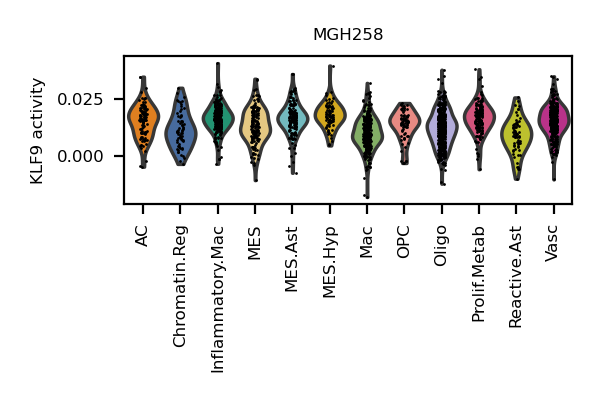 MGH258
KLF9 activity
0.025
0.000
AC
Chromatin.Reg
Inflammatory.Mac
MES
MES.Ast
MES.Hyp
Mac
OPC
Oligo
Prolif.Metab
Reactive.Ast
Vasc